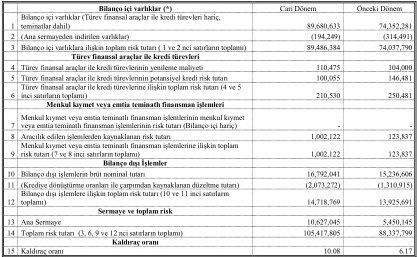 Bilanço içi varlıklar (*) Cari Dönem Önceki Dönem
Bilanço içi varlıklar (Türev finansal araçlar ile kredi türevleri hariç,
1 teminatlar dahil) 89,680,633 74,352,281
2 (Ana sermayeden indirilen varlıklar) (194,249) (314,491)
3 Bilanço içi varlıklara ilişkin toplam risk tutarı ( 1 ve 2 nci satırların toplamı) 89,486,384 74,037,790
Türev finansal araçlar ile kredi türevleri
4 Türev finansal araçlar ile kredi türevlerinin yenileme maliyeti 110,475 104,000
5 Türev finansal araçlar ile kredi türevlerinin potansiyel kredi risk tutarı 100,055 146,481
Türev finansal araçlar ile kredi türevlerine ilişkin toplam risk tutarı (4 ve 5
6 inci satırların toplamı) 210,530 250,481
Menkul kıymet veya emtia teminatlı finansman işlemleri
Menkul kıymet veya emtia teminatlı finansman işlemlerinin menkul kıymet
7 veya emtia teminatlı finansman işlemlerinin risk tutarı (Bilanço içi hariç) - -
8 Aracılık edilen işlemlerden kaynaklanan risk tutarı 1,002,122 123,837
Menkul kıymet veya emtia teminatlı finansman işlemlerine ilişkin toplam
9 risk tutarı (7 ve 8 inci satırların toplamı) 1,002,122 123,837
Bilanço dışı İşlemler
10 Bilanço dışı işlemlerin brüt nominal tutarı 16,792,041 15,236,606
11 (Krediye dönüştürme oranları ile çarpımdan kaynaklanan düzeltme tutarı) (2,073,272) (1,310,915)
Bilanço dışı işlemlere ilişkin toplam risk tutarı (10 ve 11 inci satırların
12 toplamı) 14,718,769 13,925,691
Sermaye ve toplam risk
13 Ana Sermaye 10,627,045 5,450,145
14 Toplam risk tutarı (3, 6, 9 ve 12 nci satırların toplamı) 105,417,805 88,337,799
Kaldıraç oranı
15 Kaldıraç oranı 10.08 6.17